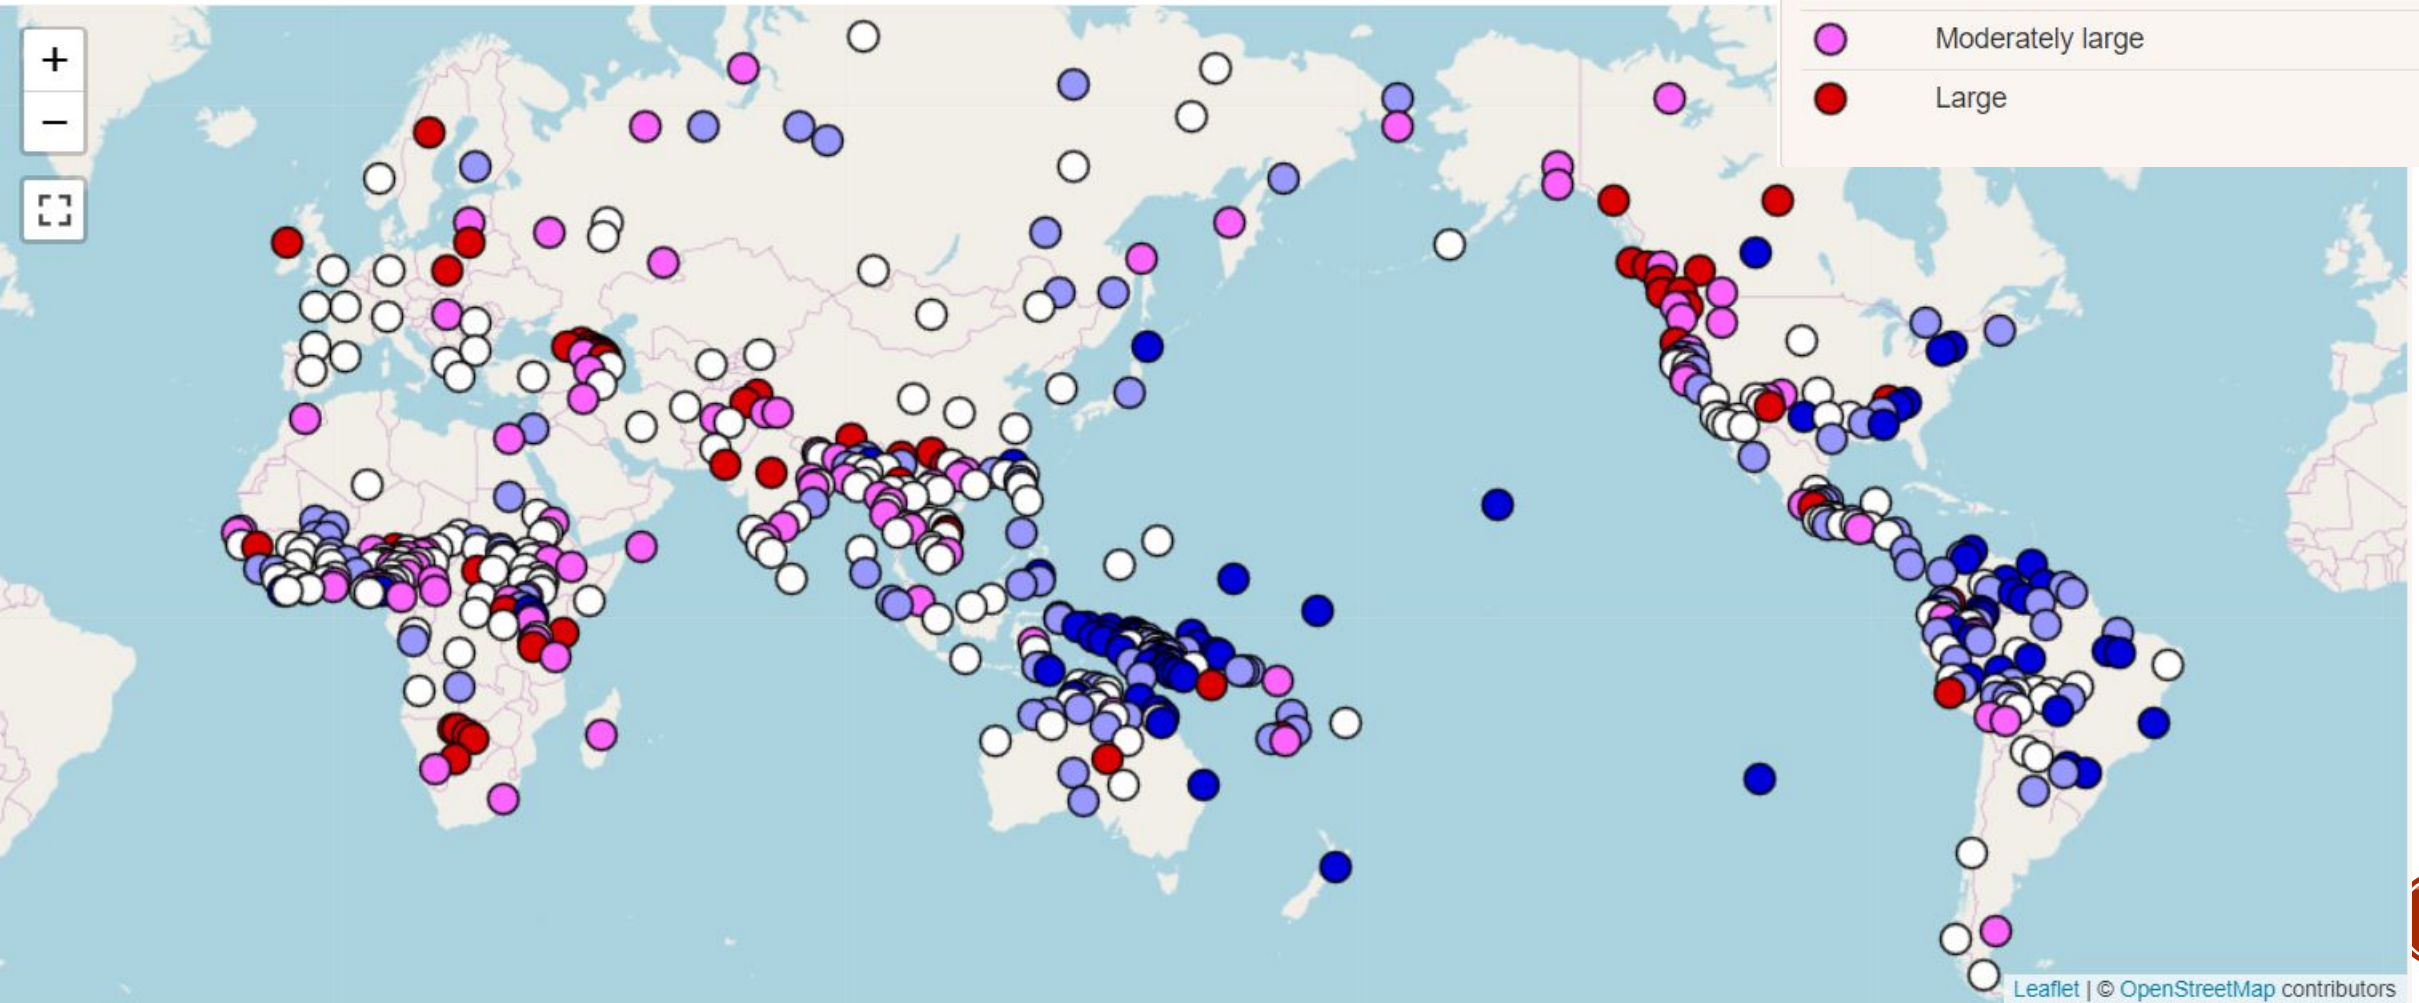 +
−
Moderately large
Large
Leaflet | © OpenStreetMap contributors